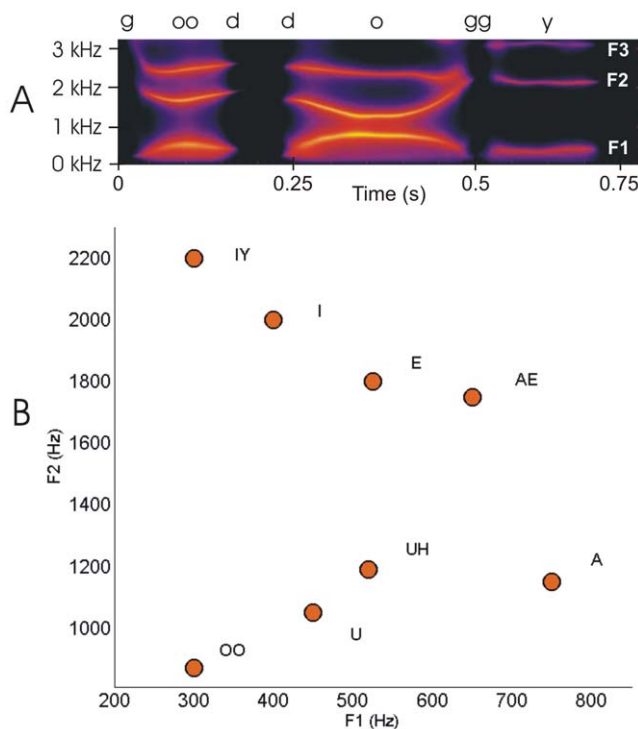 g oo d d o gg y
A
3 kHz F3
2 kHz F2
1 kHz
0 kHz F1
0 0.25 0.5 0.75
Time (s)
B
F2 (Hz)
2200 IY
2000 I
1800 E AE
1600
1400
1200 UH A
1000 U
OO
200 300 400 500 600 700 800
F1 (Hz)